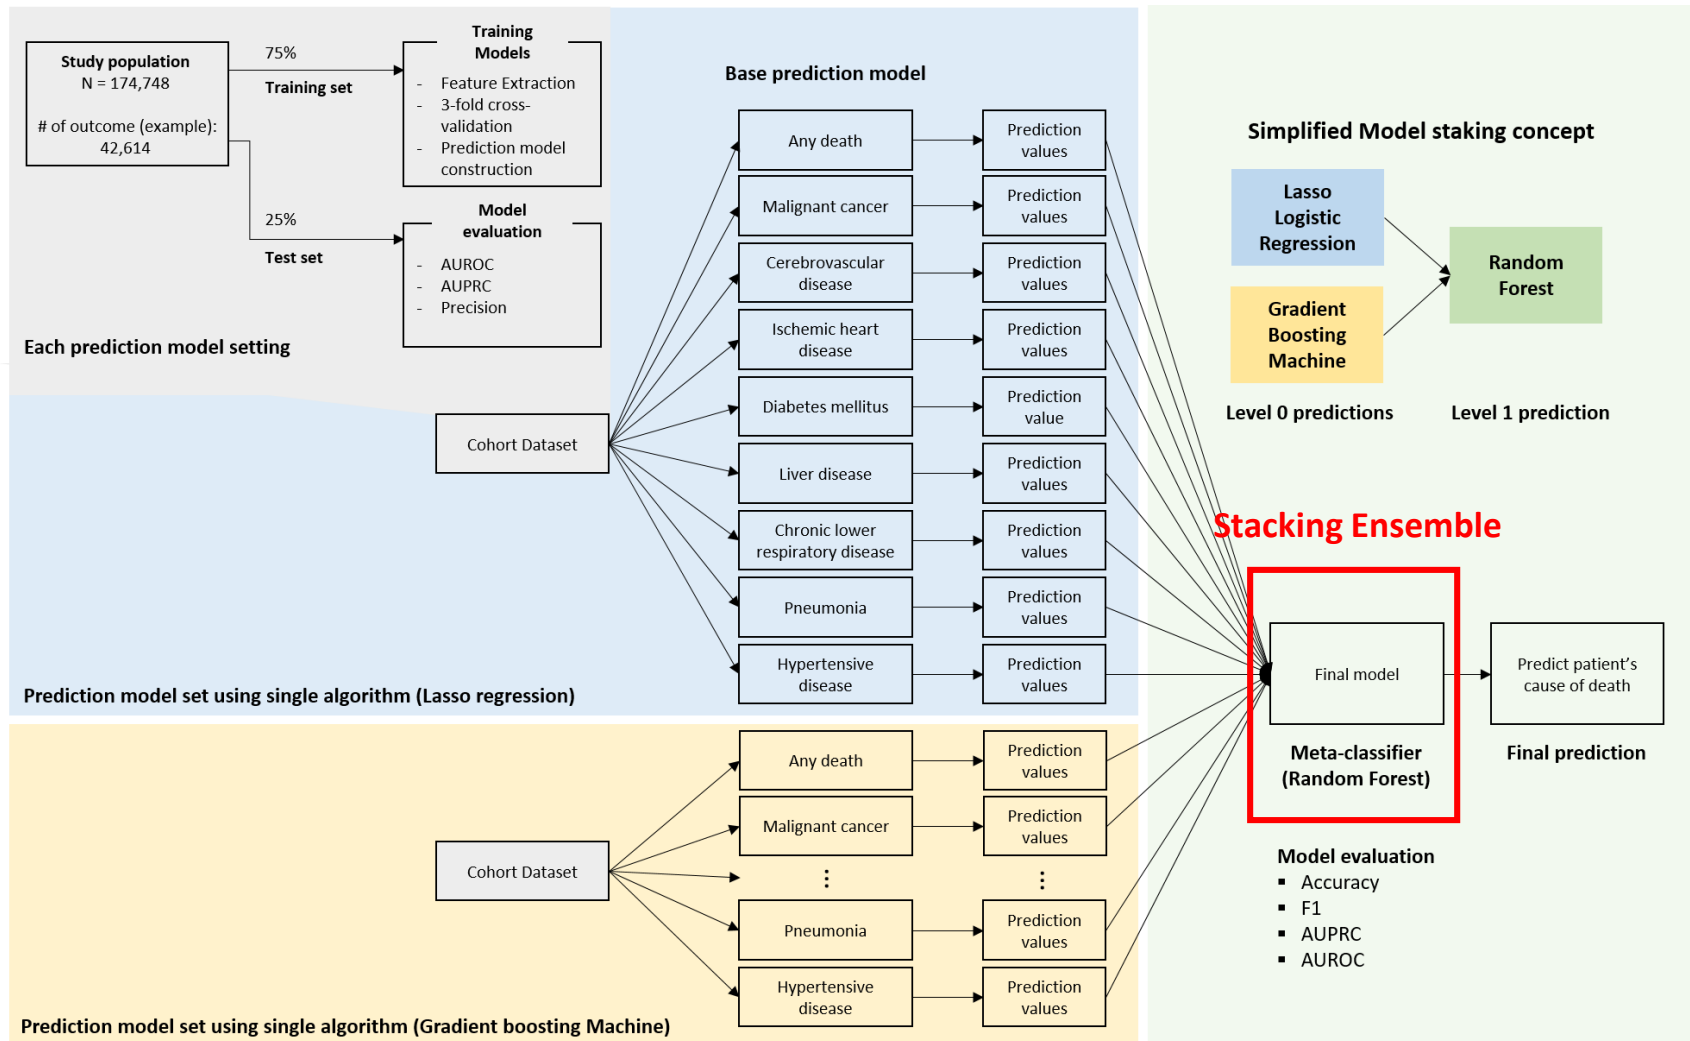 Study population
N = 174,748
# of outcome (example):
42,614
75%
Training set
25%
Test set
Training
Models
- Feature Extraction
- 3-fold cross-
validation
- Prediction model
construction
Model
evaluation
- AUROC
- AUPRC
- Precision
Each prediction model setting
Base prediction model
Cohort Dataset
Any death
Prediction
values
Malignant cancer
Prediction
values
Cerebrovascular
disease
Prediction
values
Ischemic heart
disease
Prediction
values
Diabetes mellitus
Prediction
value
Liver disease
Prediction
values
Chronic lower
respiratory disease
Prediction
values
Pneumonia
Prediction
values
Hypertensive
disease
Prediction
values
Prediction model set using single algorithm (Lasso regression)
Cohort Dataset
Any death
Prediction
values
Malignant cancer
Prediction
values
⋮
⋮
Pneumonia
Prediction
values
Hypertensive
disease
Prediction
values
Prediction model set using single algorithm (Gradient boosting Machine)
Simplified Model staking concept
Lasso
Logistic
Regression
Gradient
Boosting
Machine
Random
Forest
Level 0 predictions
Level 1 prediction
Stacking Ensemble
Final model
Meta-classifier
(Random Forest)
Predict patient’s
cause of death
Final prediction
Model evaluation
▪ Accuracy
▪ F1
▪ AUPRC
▪ AUROC